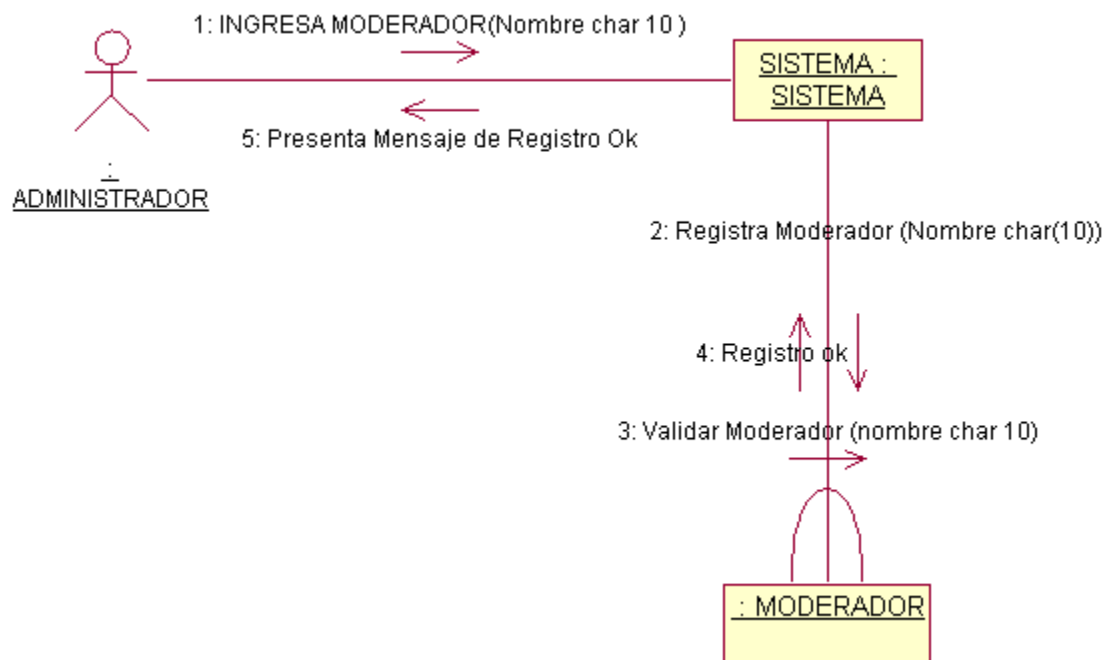 1: INGRESA MODERADOR(Nombre char 10 )
SISTEMA :
SISTEMA
5: Presenta Mensaje de Registro Ok
:
ADMINISTRADOR
2: Registra Moderador (Nombre char(10))
4: Registro ok
3: Validar Moderador (nombre char 10)
: MODERADOR